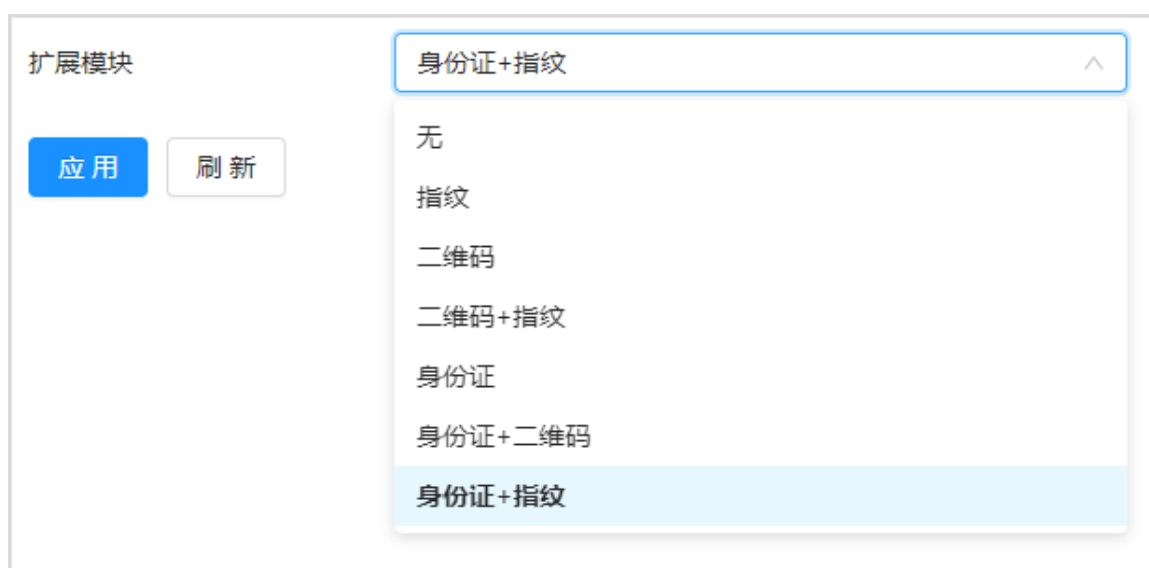 扩展模块
身份证+指纹
无
应 用
刷 新
指纹
二维码
二维码+指纹
身份证
身份证+二维码
身份证+指纹